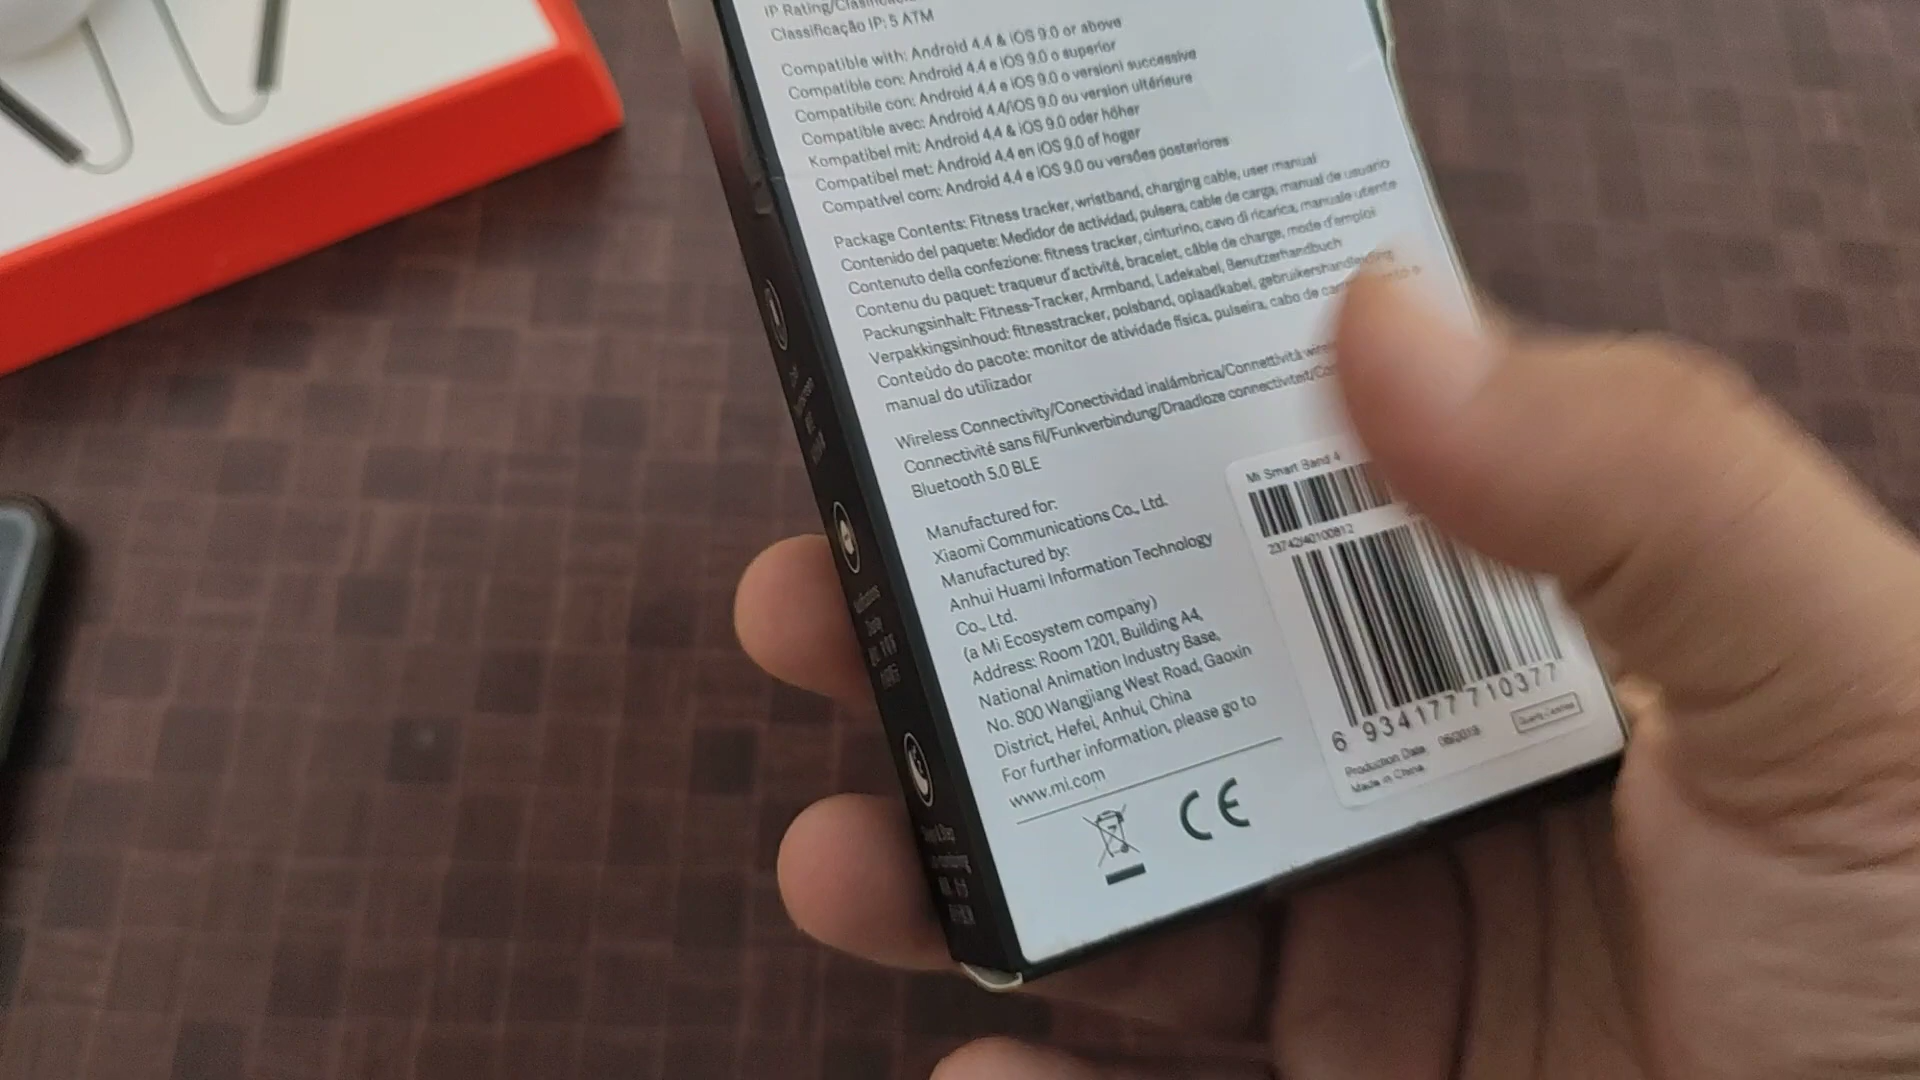 IP Rating/
Classificação IP: 5 ATM
Compatible with: Android 4.4 & iOS 9.0 or above
Compatible con: Android 4.4 e iOS 9.0 o superior
Compatibile con: Android 4.4 e iOS 9.0 o versioni successive
Compatible avec: Android 4.4/iOS 9.0 ou version ultérieure
Kompatibel mit: Android 4.4 & iOS 9.0 oder höher
Compatibel met: Android 4.4 en iOS 9.0 of hoger
Compatível com: Android 4.4 e iOS 9.0 ou versões posteriores
Package Contents: Fitness tracker, wristband, charging cable, user manual
Contenido del paquete: Medidor de actividad, pulsera, cable de carga, manual de usuario
Contenuto della confezione: fitness tracker, cinturino, cavo di ricarica, manuale utente
Contenu du paquet: traqueur d'activité, bracelet, câble de charge, mode d'emploi
Packungsinhalt: Fitness-Tracker, Armband, Ladekabel, Benutzerhandbuch
Verpakkingsinhoud: fitnesstracker, polsband, oplaadkabel, gebruikershandleiding
Conteúdo do pacote: monitor de atividade física, pulseira, cabo de
manual do utilizador
Wireless Connectivity/Conectividad inalámbrica/Connettività
Connectivité sans fil/Funkverbindung/Draadloze connectiviteit/
Bluetooth 5.0 BLE
Manufactured for:
Xiaomi Communications Co., Ltd.
Manufactured by:
Anhui Huami Information Technology
Co., Ltd.
(a Mi Ecosystem company)
Address: Room 1201, Building A4,
National Animation Industry Base,
No. 800 Wangjiang West Road, Gaoxin
District, Hefei, Anhui, China
For further information, please go to
www.mi.com
CE
Mi Smart Band 4
23742/40100812
6 934177 710377
Production Date: 06/2019
Made in China